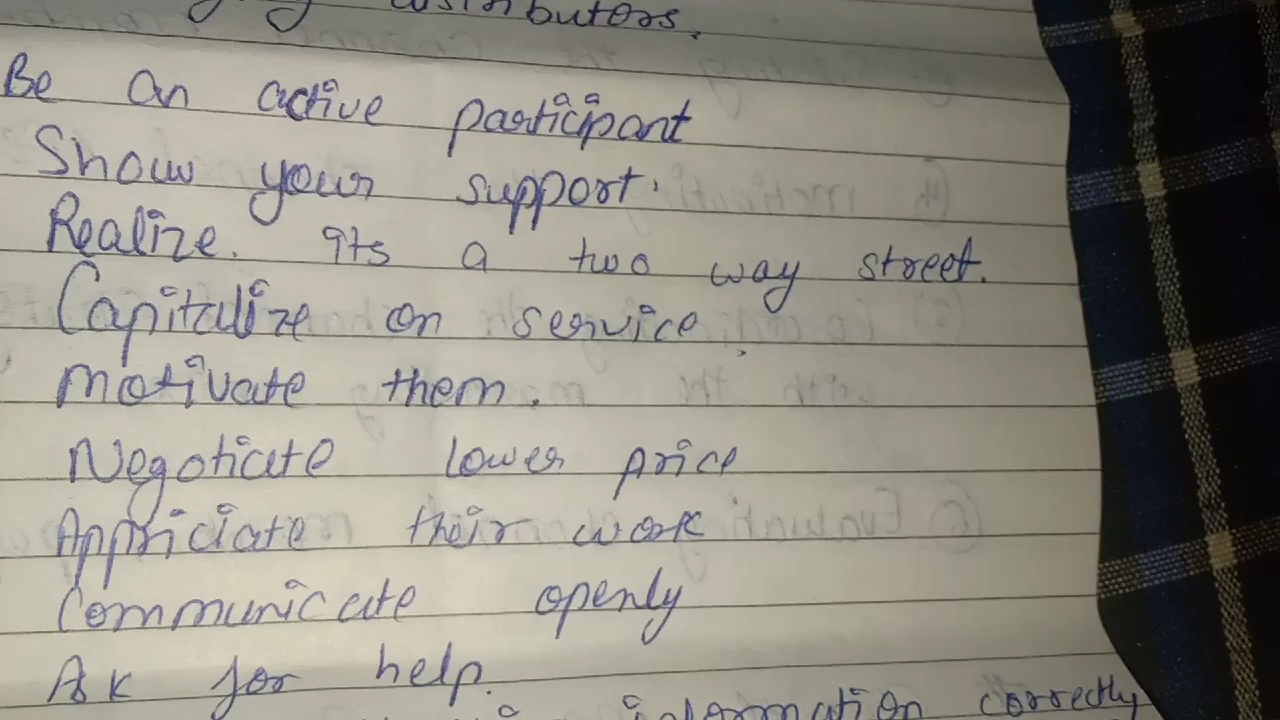 distributors.
Be an active participant
Show your support.
Realize. its a two way street.
Capitalize on service.
Motivate them.
Negotiate lower price
Appriciate their work
Communicate openly
Ask for help.
information correctly